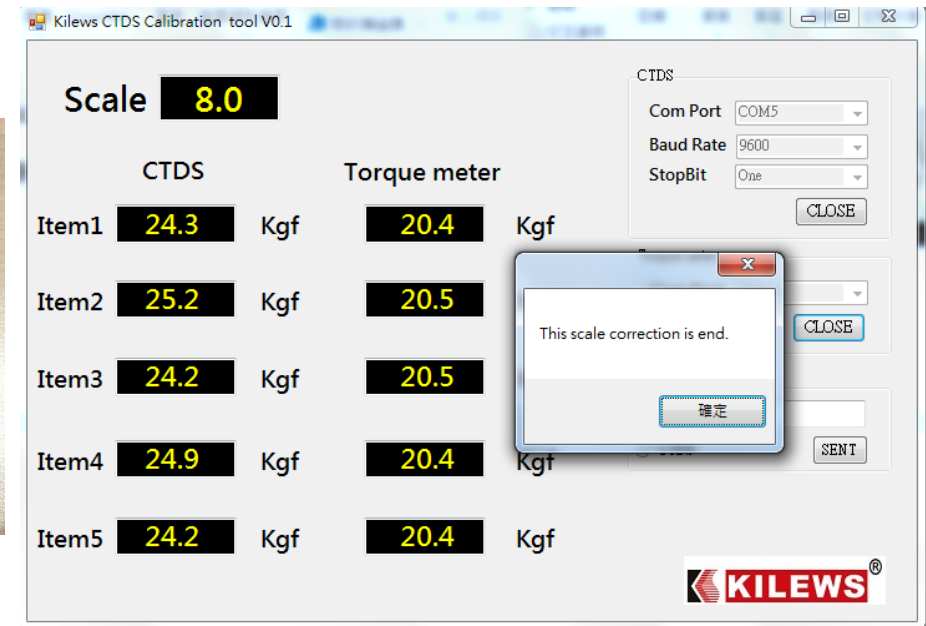 Kilews CTDS Calibration tool V0.1
Scale 8.0
CTDS Torque meter
Item1 24.3 Kgf 20.4 Kgf
Item2 25.2 Kgf 20.5
Item3 24.2 Kgf 20.5
Item4 24.9 Kgf 20.4 Kgf
Item5 24.2 Kgf 20.4 Kgf
CTDS
Com Port COM5
Baud Rate 9600
StopBit One
CLOSE
CLOSE
SENT
This scale correction is end.
確定
KILEWS®